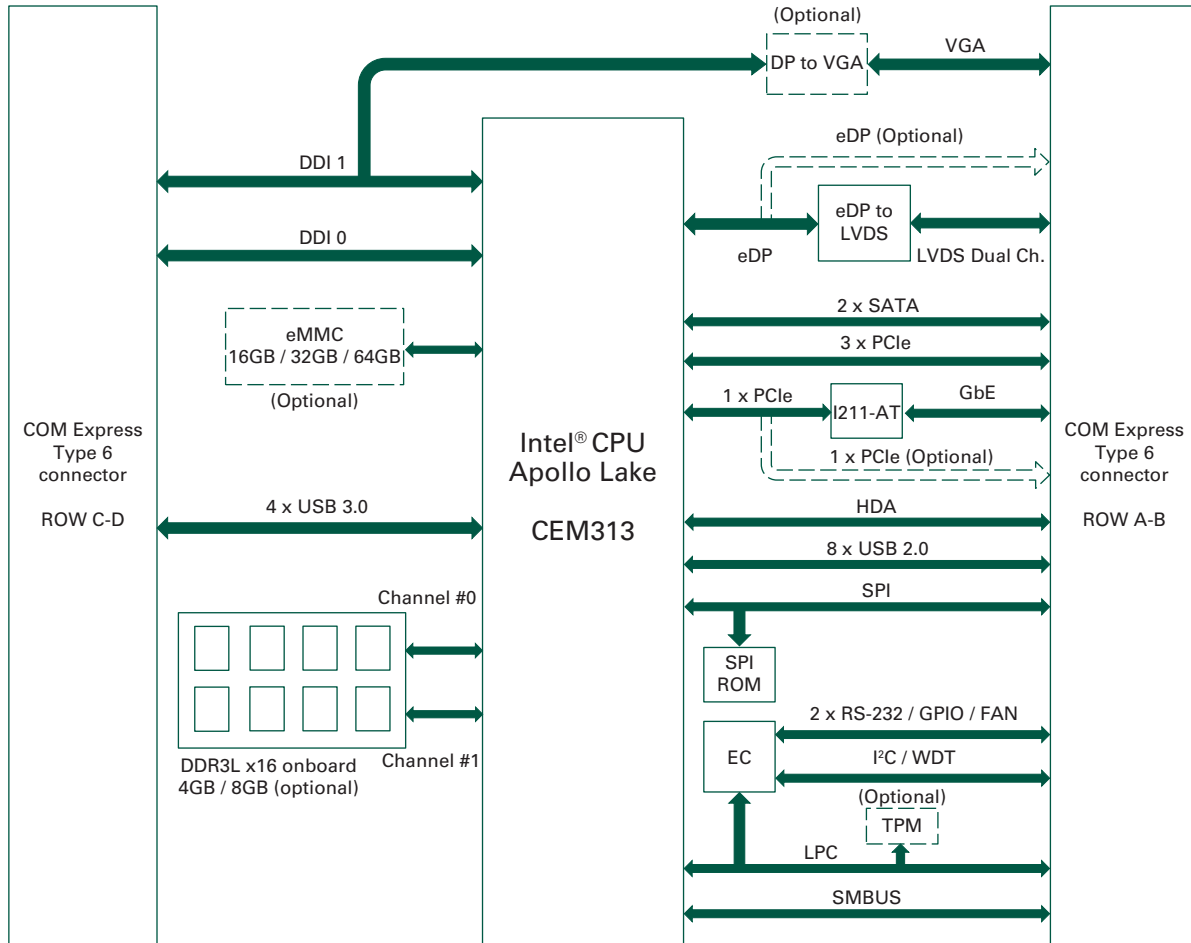 (Optional)
DP to VGA
VGA
DDI 1
eDP (Optional)
eDP to
LVDS
eDP
LVDS Dual Ch.
DDI 0
2 x SATA
eMMC
16GB / 32GB / 64GB
(Optional)
3 x PCIe
1 x PCIe
I211-AT
GbE
1 x PCIe (Optional)
COM Express
Type 6
connector
ROW C-D
Intel® CPU
Apollo Lake
CEM313
COM Express
Type 6
connector
ROW A-B
4 x USB 3.0
HDA
8 x USB 2.0
SPI
Channel #0
SPI
ROM
2 x RS-232 / GPIO / FAN
EC
I²C / WDT
Channel #1
DDR3L x16 onboard
4GB / 8GB (optional)
(Optional)
TPM
LPC
SMBUS